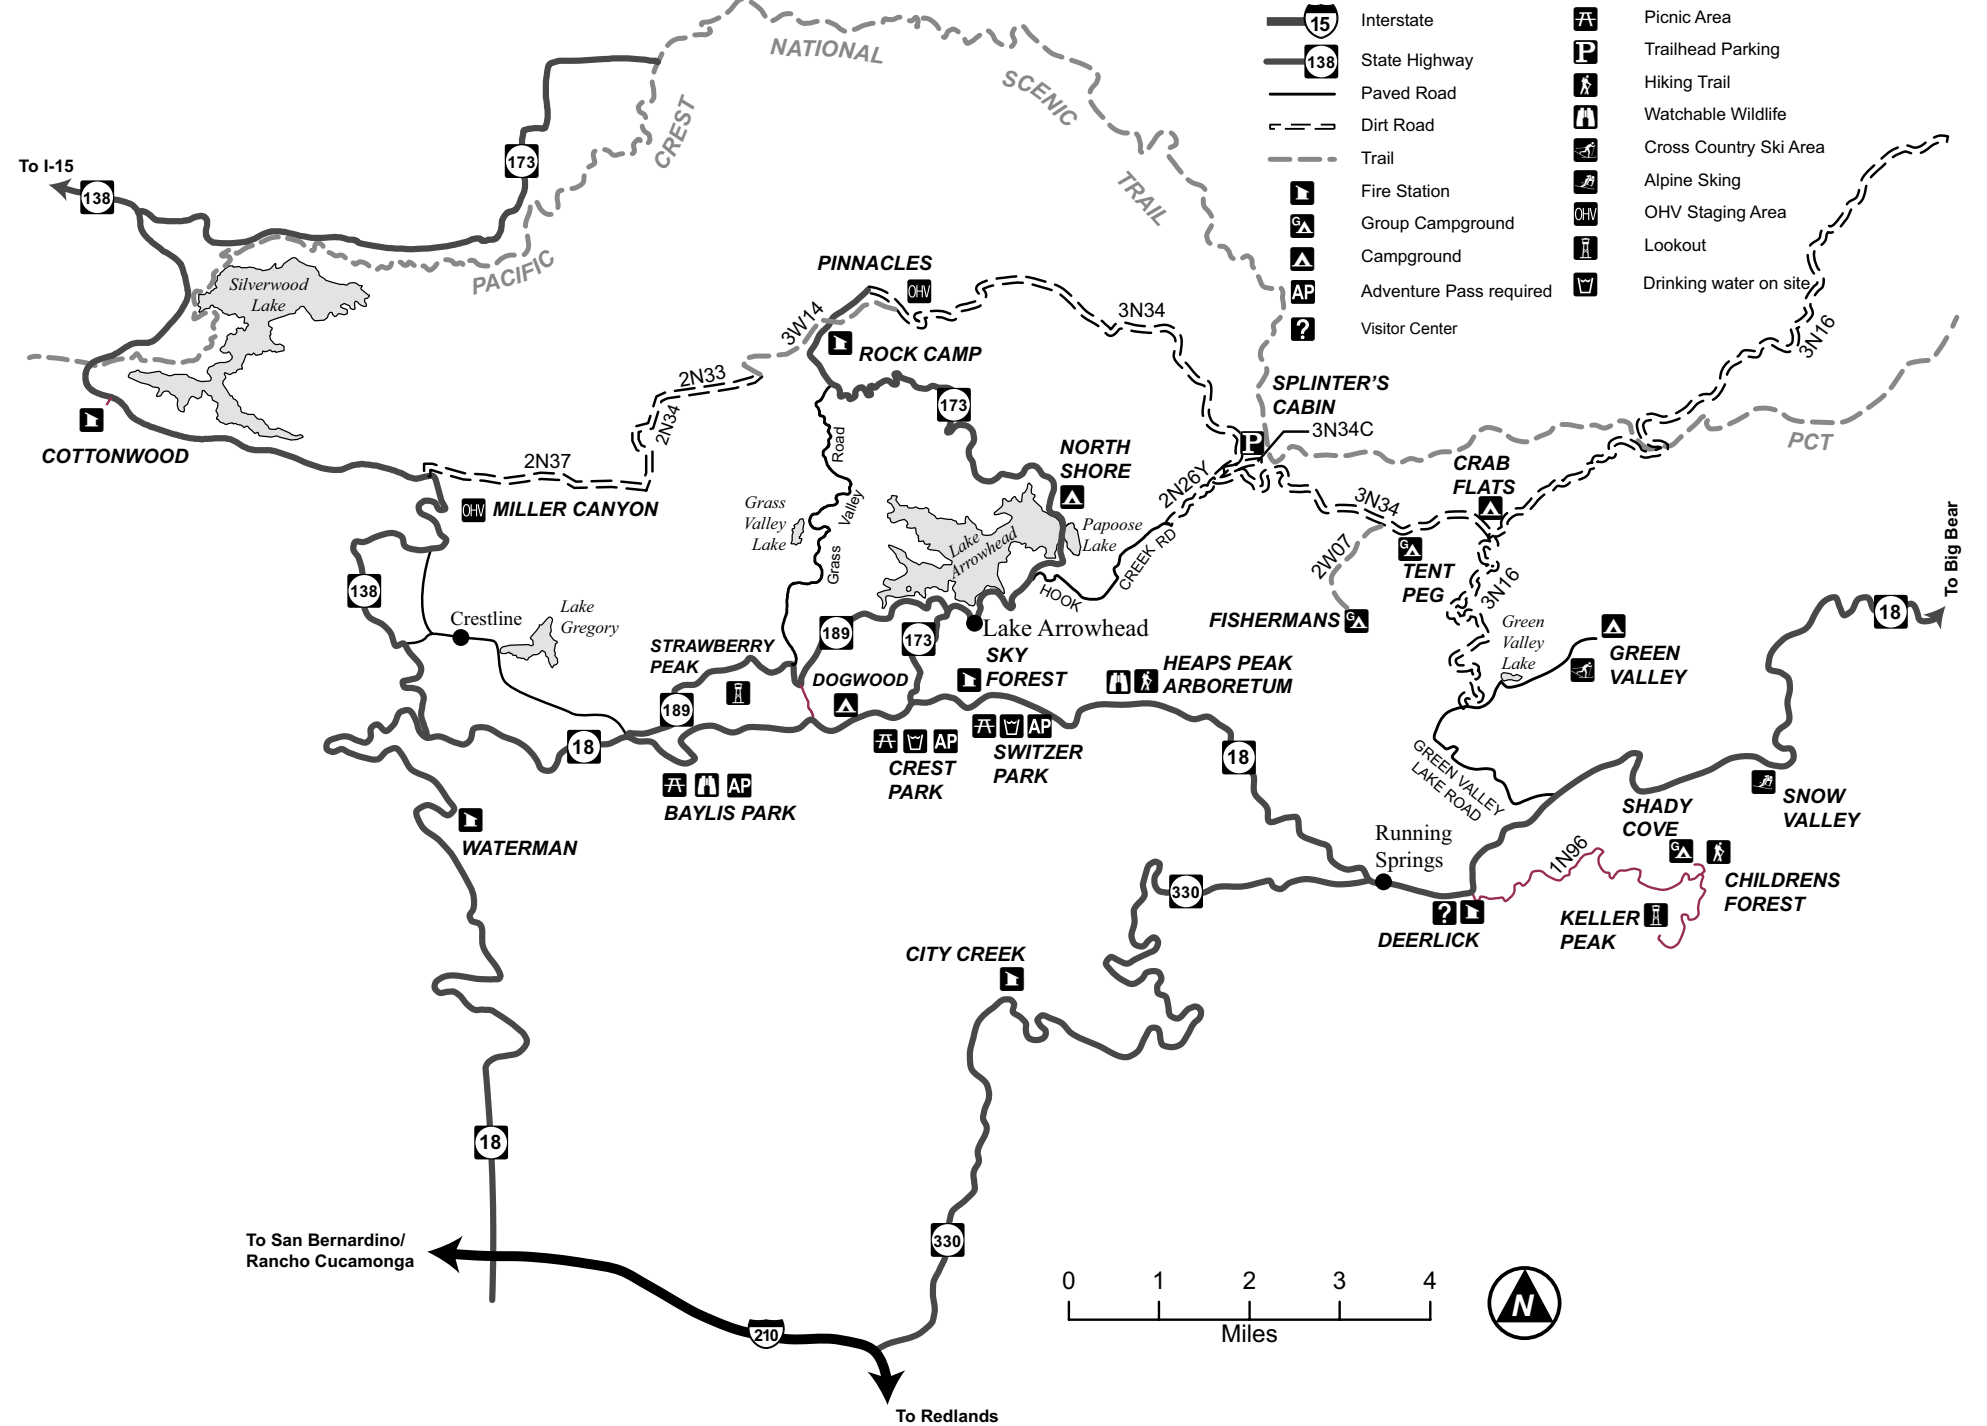 NATIONAL
SCENIC
TRAIL
CREST
PACIFIC
To I-15
138
173
15
Interstate
138
State Highway
Paved Road
Dirt Road
Trail
Fire Station
G
Group Campground
Campground
AP
Adventure Pass required
?
Visitor Center
Picnic Area
P
Trailhead Parking
Hiking Trail
Watchable Wildlife
Cross Country Ski Area
Alpine Sking
OHV
OHV Staging Area
Lookout
Drinking water on site
Silverwood
Lake
PINNACLES
OHV
3W14
ROCK CAMP
3N34
3N16
COTTONWOOD
2N33
2N34
2N37
OHV
MILLER CANYON
173
SPLINTER'S
CABIN
P
3N34C
NORTH
SHORE
2N26Y
CRAB
FLATS
PCT
Grass
Valley
Lake
Grass
Valley
Road
Lake
Arrowhead
Papoose
Lake
HOOK
CREEK RD
3N34
2W07
G
TENT
PEG
3N16
To Big Bear
18
FISHERMANS
G
138
Crestline
Lake
Gregory
STRAWBERRY
PEAK
189
189
173
Lake Arrowhead
DOGWOOD
SKY
FOREST
HEAPS PEAK
ARBORETUM
Green
Valley
Lake
GREEN
VALLEY
18
AP
BAYLIS PARK
AP
CREST
PARK
AP
SWITZER
PARK
18
GREEN VALLEY
LAKE ROAD
SNOW
VALLEY
WATERMAN
SHADY
COVE
G
Running
Springs
1N96
CHILDRENS
FOREST
330
?
DEERLICK
KELLER
PEAK
CITY CREEK
18
To San Bernardino/
Rancho Cucamonga
330
210
To Redlands
0 1 2 3 4
Miles
N